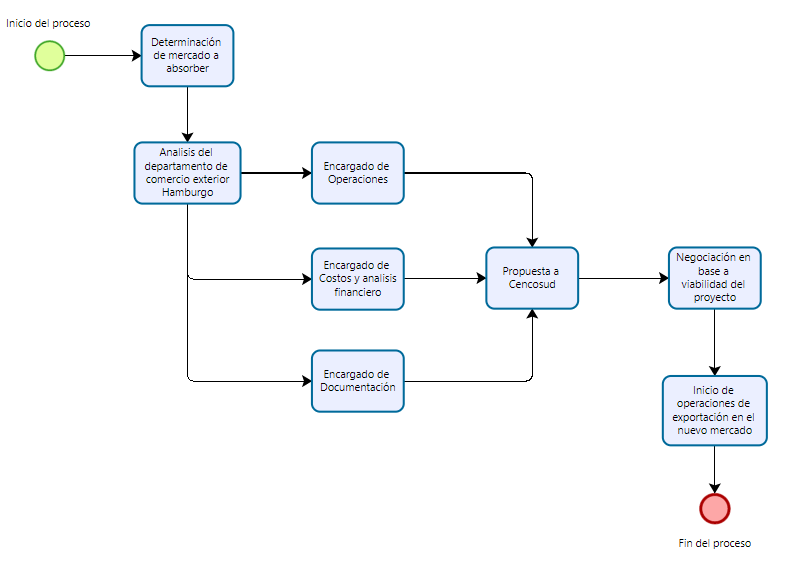 Inicio del proceso
Determinación
de mercado a
absorber
Analisis del
departamento de
comercio exterior
Hamburgo
Encargado de
Operaciones
Encargado de
Costos y analisis
financiero
Encargado de
Documentación
Propuesta a
Cencosud
Negociación en
base a
viabilidad del
proyecto
Inicio de
operaciones de
exportación en el
nuevo mercado
Fin del proceso